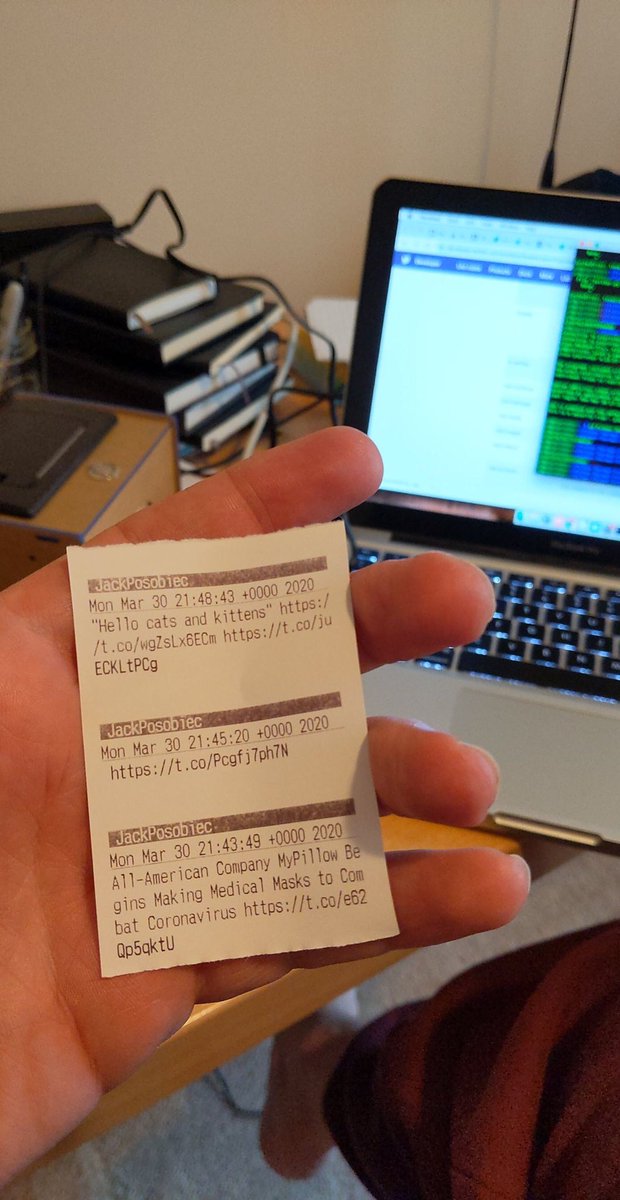 JackPosobiec
Mon Mar 30 21:48:43 +0000 2020
"Hello cats and kittens" https:/
/t.co/wgZsLx6ECm https://t.co/ju
ECKLtPCg
JackPosobiec
Mon Mar 30 21:45:20 +0000 2020
https://t.co/Pcgfj7ph7N
JackPosobiec
Mon Mar 30 21:43:49 +0000 2020
All-American Company MyPillow Be
gins Making Medical Masks to Com
bat Coronavirus https://t.co/e62
Qp5qktU